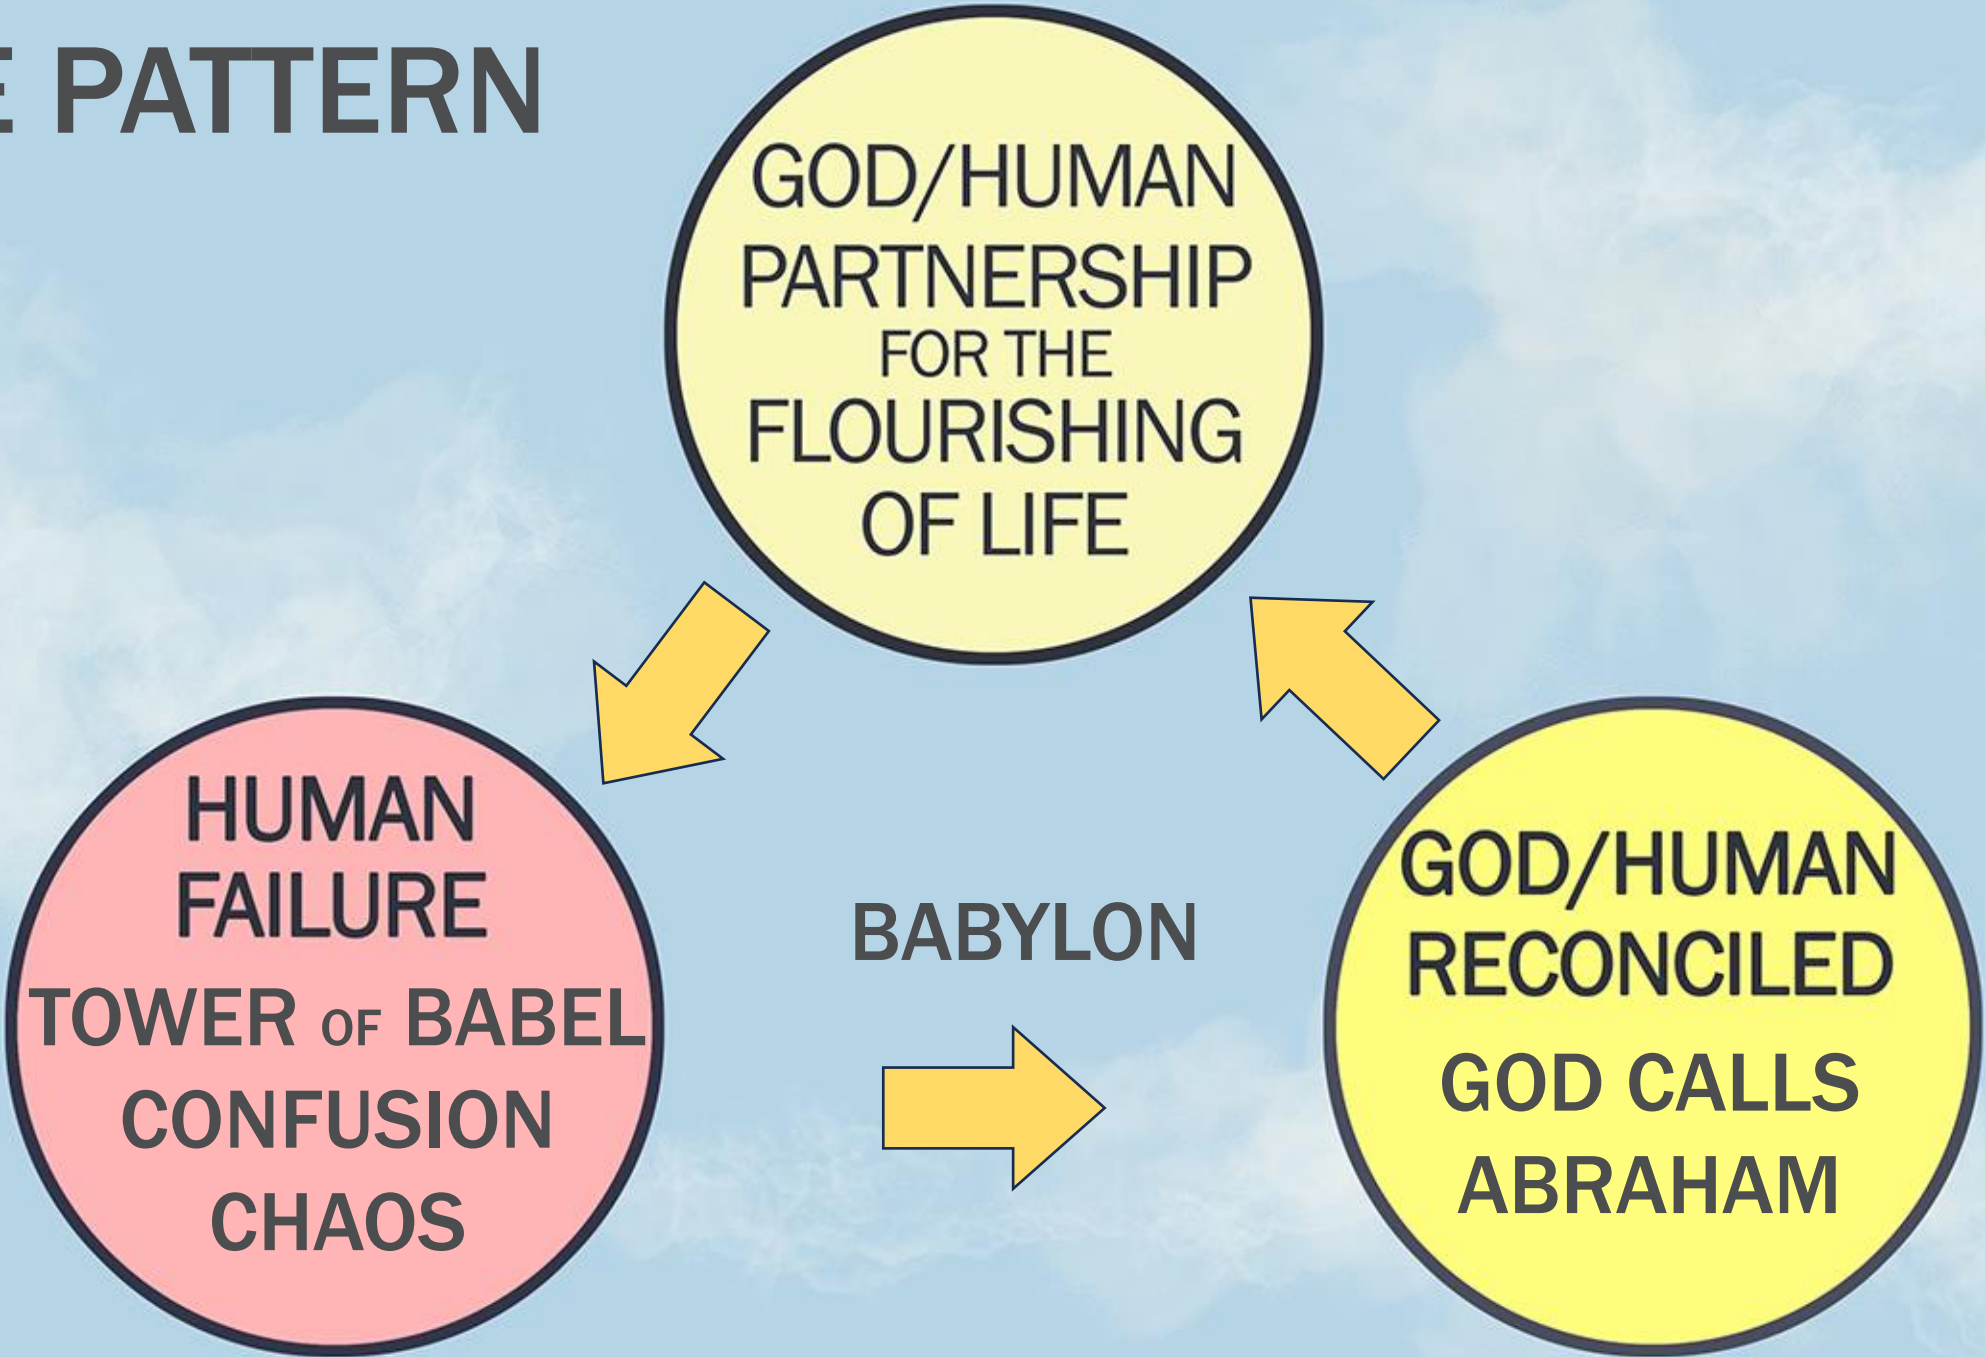 E PATTERN
GOD/HUMAN
PARTNERSHIP
FOR THE
FLOURISHING
OF LIFE
HUMAN
FAILURE
TOWER OF BABEL
CONFUSION
CHAOS
BABYLON
GOD/HUMAN
RECONCILED
GOD CALLS
ABRAHAM